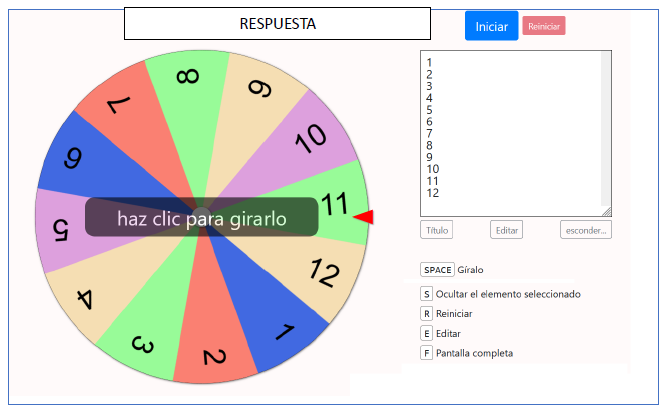 RESPUESTA
Iniciar
Reiniciar
8
9
10
11
12
1
2
3
4
5
6
7
haz clic para girarlo
1
2
3
4
5
6
7
8
9
10
11
12
Título
Editar
esconder...
SPACE Gíralo
S Ocultar el elemento seleccionado
R Reiniciar
E Editar
F Pantalla completa